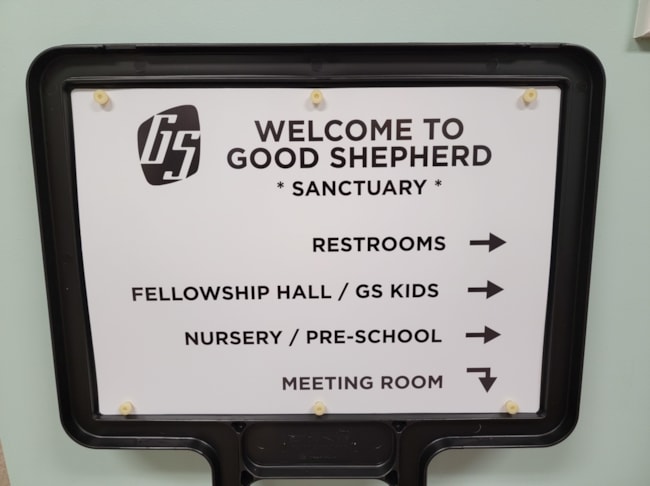 GS
WELCOME TO
GOOD SHEPHERD
* SANCTUARY *
RESTROOMS →
FELLOWSHIP HALL / GS KIDS →
NURSERY / PRE-SCHOOL →
MEETING ROOM ↴